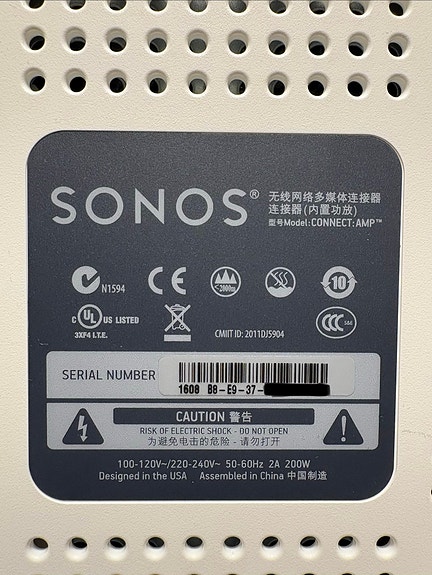 SONOS®
无线网络多媒体连接器
连接器(内置功放)
型号Model:CONNECT:AMP™
N1594
CE
<2000m
10
C UL US LISTED
3XF4 I.T.E.
CMIIT ID: 2011DJ5904
CCC S&E
SERIAL NUMBER
1608 B8-E9-37-
CAUTION 警告
RISK OF ELECTRIC SHOCK - DO NOT OPEN
为避免电击的危险 - 请勿打开
100-120V~/220-240V~ 50-60Hz 2A 200W
Designed in the USA Assembled in China 中国制造